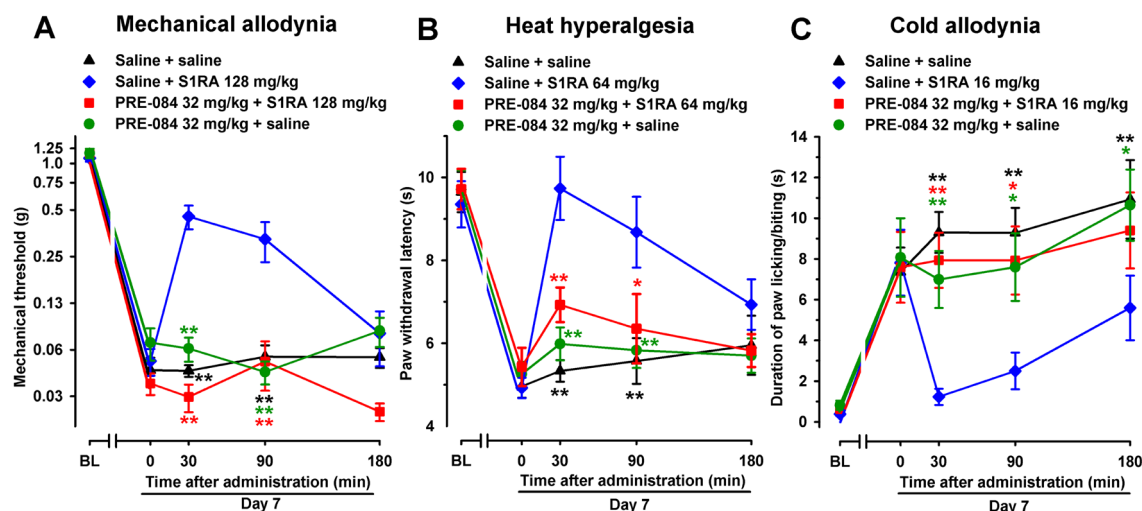 A Mechanical allodynia
Saline + saline
Saline + S1RA 128 mg/kg
PRE-084 32 mg/kg + S1RA 128 mg/kg
PRE-084 32 mg/kg + saline
Mechanical threshold (g)
1.25
1.0
0.75
0.5
0.25
0.13
0.06
0.03
**
**
**
**
**
**
BL 0 30 90 180
Time after administration (min)
Day 7
B Heat hyperalgesia
Saline + saline
Saline + S1RA 64 mg/kg
PRE-084 32 mg/kg + S1RA 64 mg/kg
PRE-084 32 mg/kg + saline
Paw withdrawal latency (s)
10
8
6
4
** *
** **
** **
BL 0 30 90 180
Time after administration (min)
Day 7
C Cold allodynia
Saline + saline
Saline + S1RA 16 mg/kg
PRE-084 32 mg/kg + S1RA 16 mg/kg
PRE-084 32 mg/kg + saline
Duration of paw licking/biting (s)
14
12
10
8
6
4
2
0
**
*
** **
** *
** *
BL 0 30 90 180
Time after administration (min)
Day 7